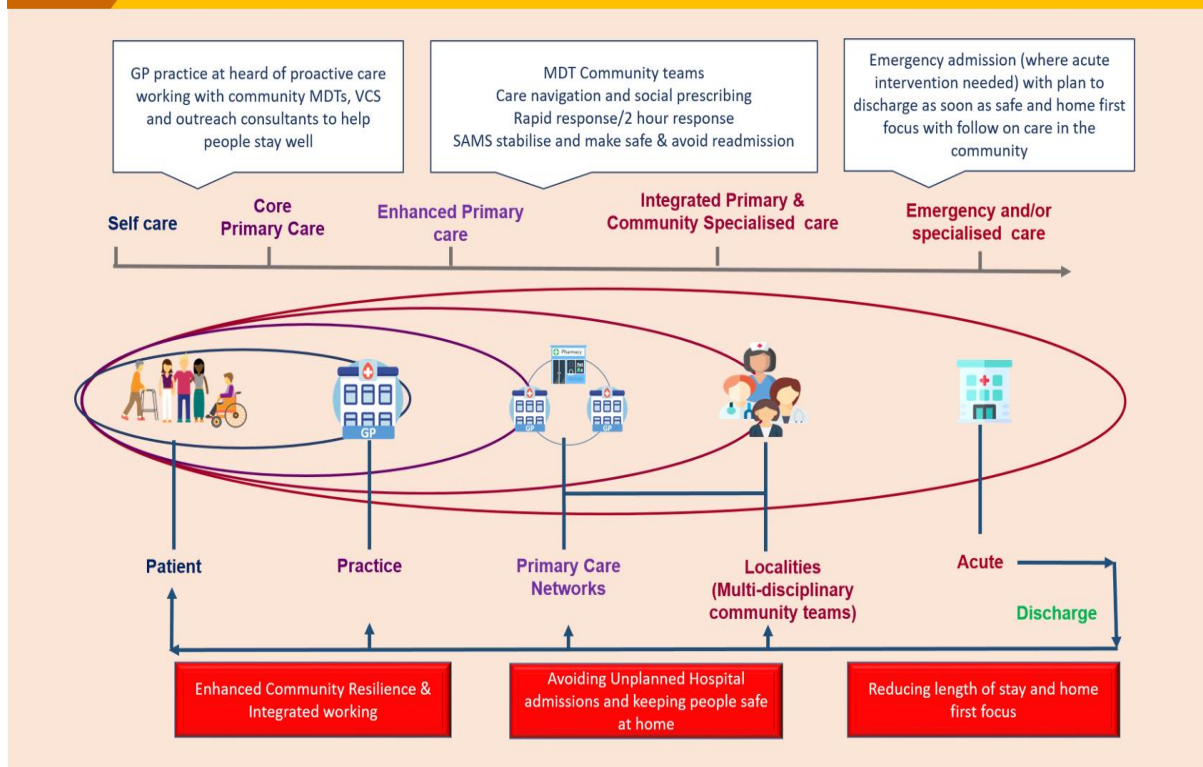 GP practice at heard of proactive care
working with community MDTs, VCS
and outreach consultants to help
people stay well
MDT Community teams
Care navigation and social prescribing
Rapid response/2 hour response
SAMS stabilise and make safe & avoid readmission
Emergency admission (where acute
intervention needed) with plan to
discharge as soon as safe and home first
focus with follow on care in the
community
Self care
Core
Primary Care
Enhanced Primary
care
Integrated Primary &
Community Specialised care
Emergency and/or
specialised care
GP
Pharmacy
GP
GP
Patient
Practice
Primary Care
Networks
Localities
(Multi-disciplinary
community teams)
Acute
Discharge
Enhanced Community Resilience &
Integrated working
Avoiding Unplanned Hospital
admissions and keeping people safe
at home
Reducing length of stay and home
first focus